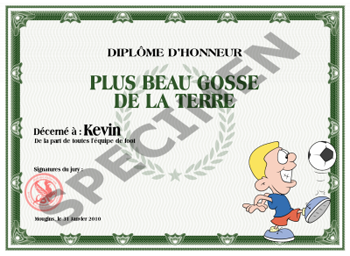 DIPLÔME D'HONNEUR
PLUS BEAU GOSSE
DE LA TERRE
Décerné à : Kevin
De la part de toutes l'équipe de foot
Signatures du jury :
Mougins, le 31 Janvier 2010
SPECIMEN